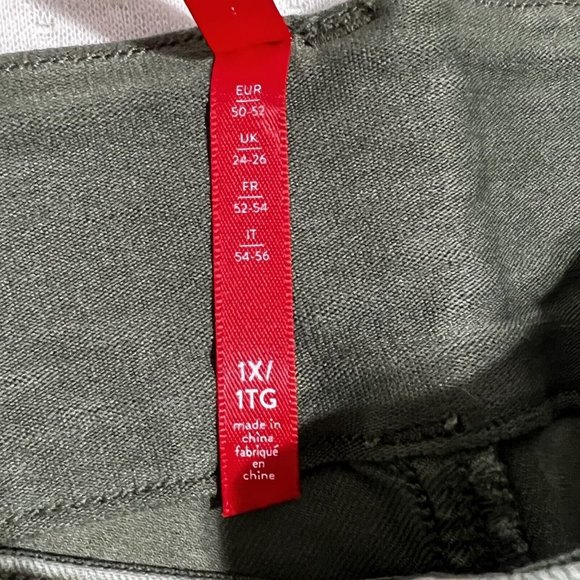 EUR
50-52
UK
24-26
FR
52-54
IT
54-56
1X/
1TG
made in
china
fabriqué
en
chine